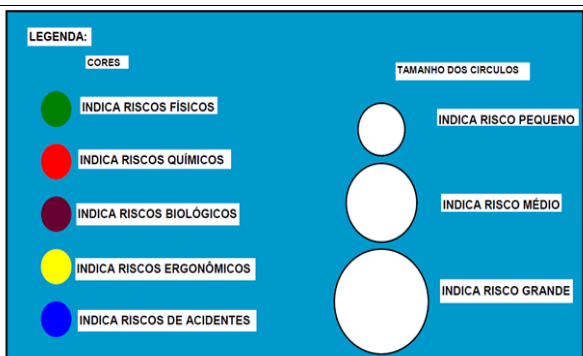 LEGENDA:
CORES
INDICA RISCOS FÍSICOS
INDICA RISCOS QUÍMICOS
INDICA RISCOS BIOLÓGICOS
INDICA RISCOS ERGONÔMICOS
INDICA RISCOS DE ACIDENTES
TAMANHO DOS CIRCULOS
INDICA RISCO PEQUENO
INDICA RISCO MÉDIO
INDICA RISCO GRANDE